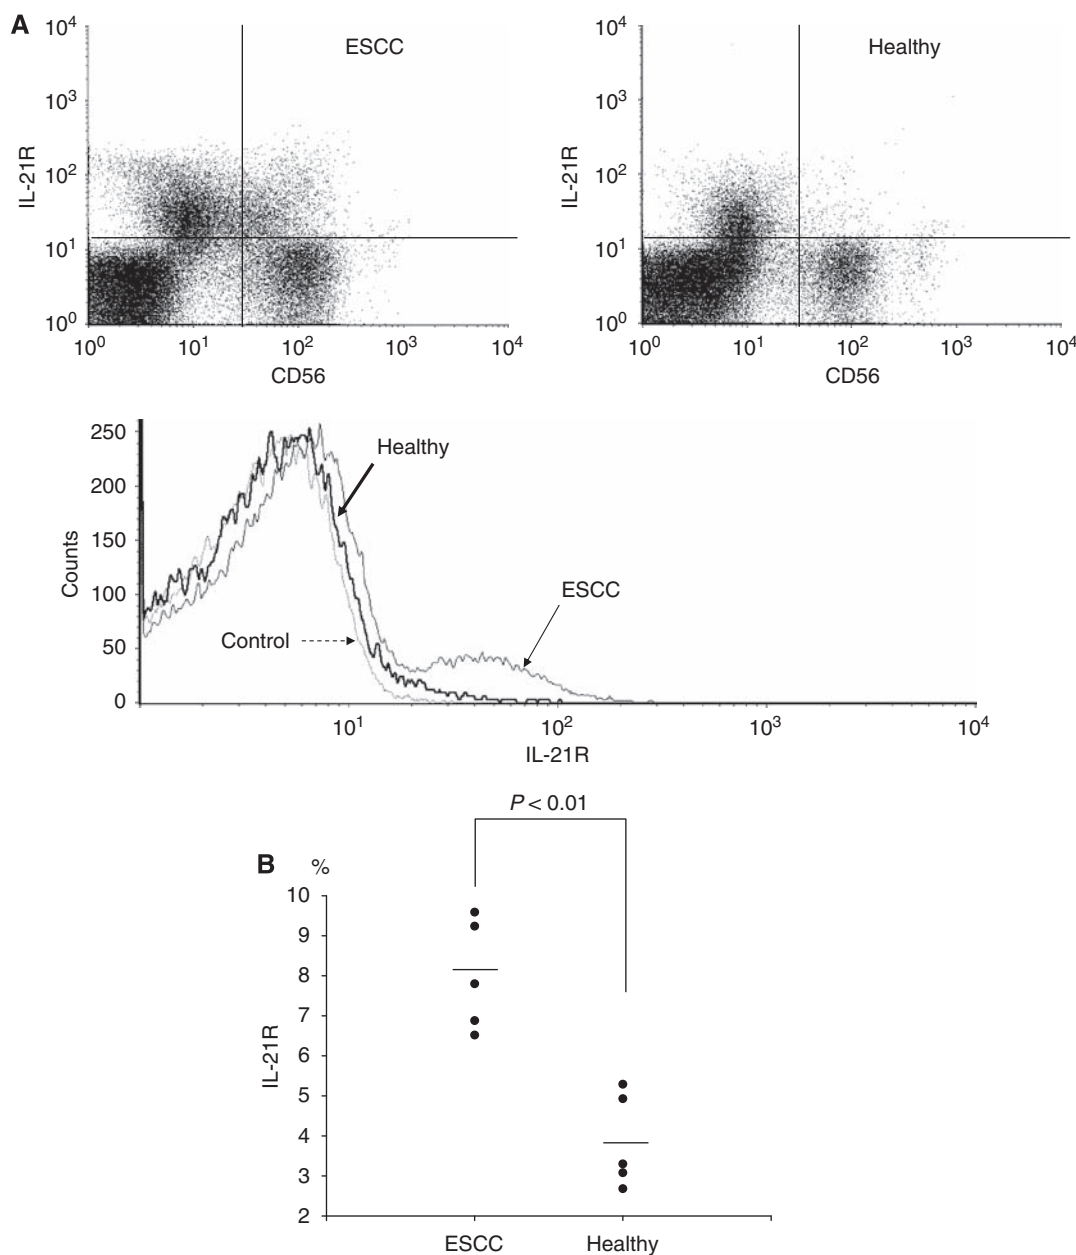 A
10^4
10^3
10^2
10^1
10^0
IL-21R
ESCC
10^0 10^1 10^2 10^3 10^4
CD56
10^4
10^3
10^2
10^1
10^0
IL-21R
Healthy
10^0 10^1 10^2 10^3 10^4
CD56
250
200
150
100
50
0
Counts
Healthy
ESCC
Control
10^1 10^2 10^3 10^4
IL-21R
P < 0.01
B %
10
9
8
7
6
5
4
3
2
IL-21R
ESCC Healthy